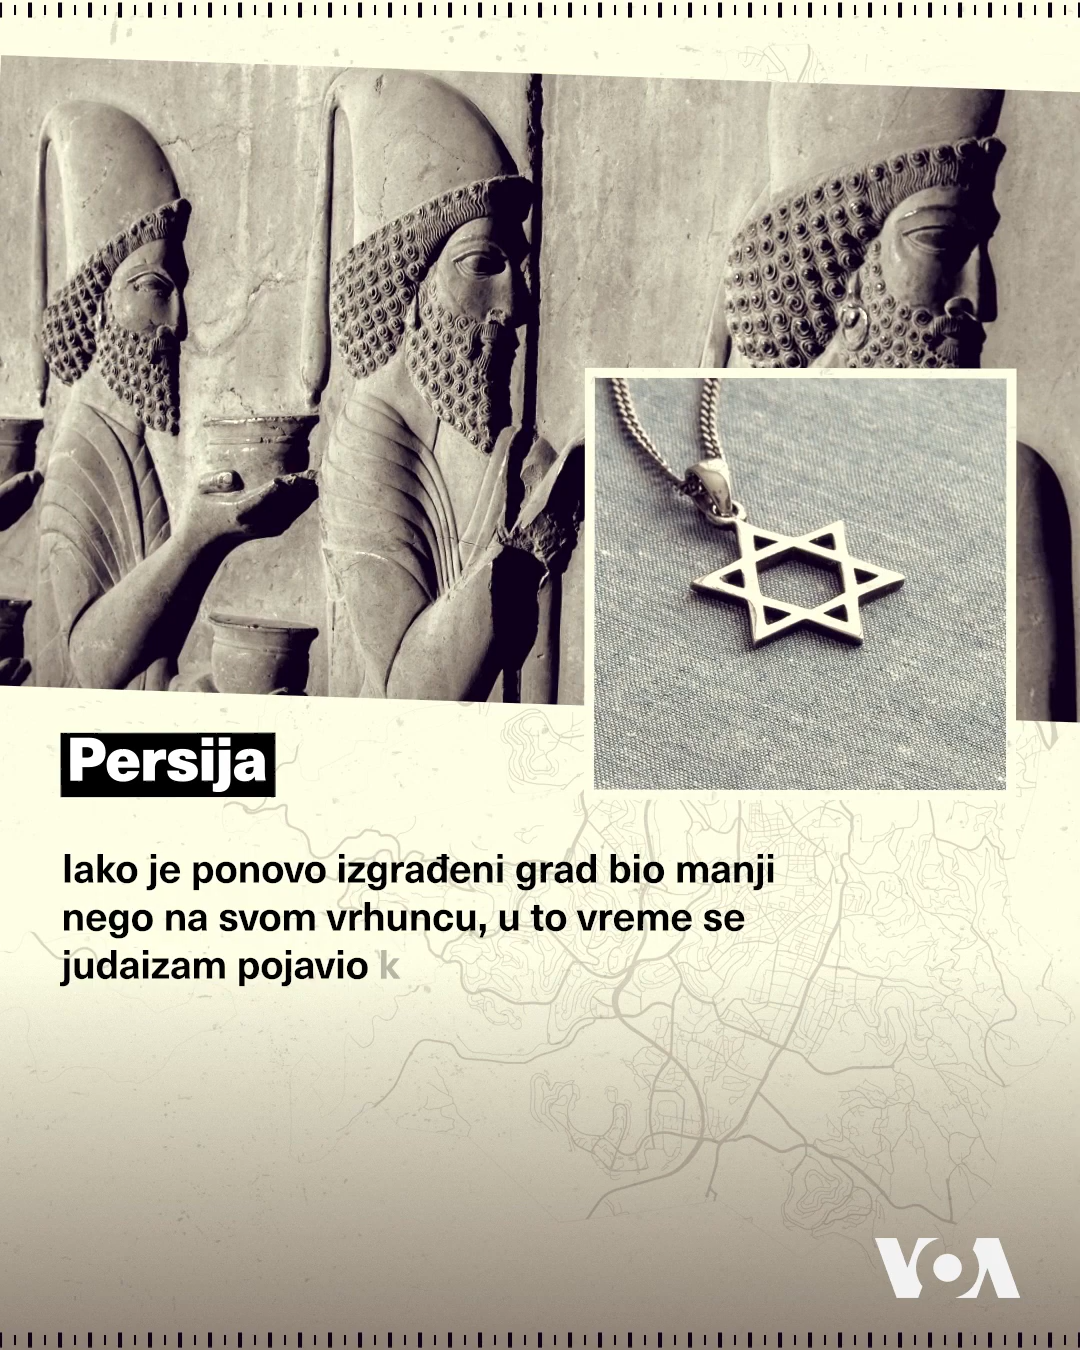 Persija
Iako je ponovo izgrađeni grad bio manji
nego na svom vrhuncu, u to vreme se
judaizam pojavio k
VOA